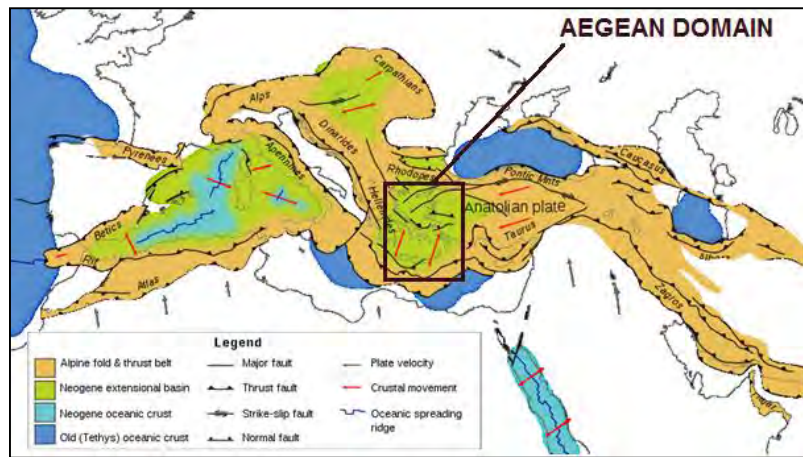 AEGEAN DOMAIN
Carpathians
Alps
Dinarides
Caucasus
Pyrenees
Apennines
Rhodopes
Pontic Mnts
Hellenides
Anatolian plate
Betics
Taurus
Rif
Atlas
Zagros
Legend
Alpine fold & thrust belt
Neogene extensional basin
Neogene oceanic crust
Old (Tethys) oceanic crust
Major fault
Thrust fault
Strike-slip fault
Normal fault
Plate velocity
Crustal movement
Oceanic spreading
ridge